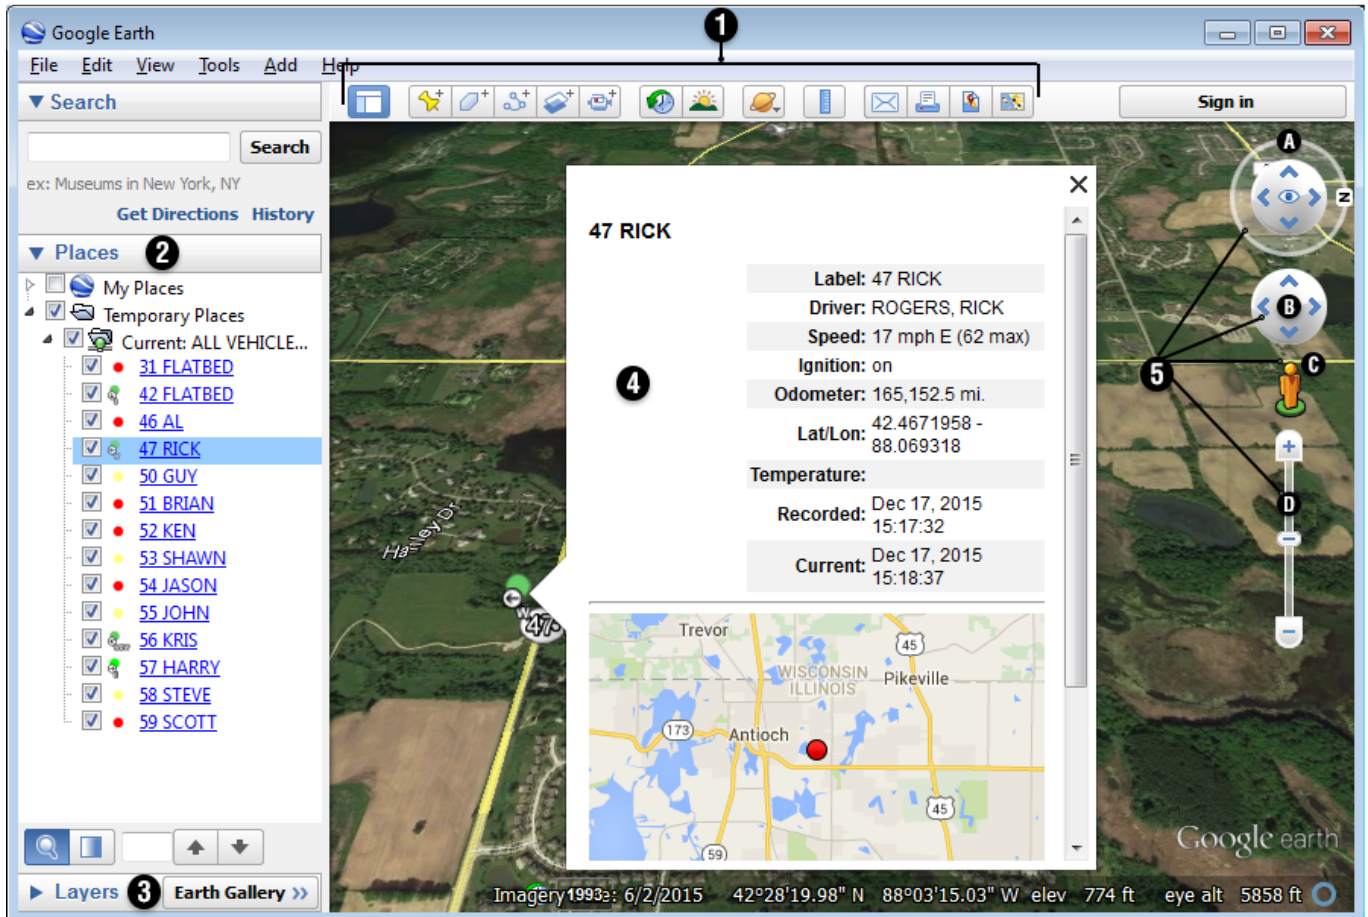 1
Google Earth
File Edit View Tools Add Help
Search
Sign in
Search
ex: Museums in New York, NY
Get Directions History
Places 2
My Places
Temporary Places
Current: ALL VEHICLE...
31 FLATBED
42 FLATBED
46 AL
47 RICK
50 GUY
51 BRIAN
52 KEN
53 SHAWN
54 JASON
55 JOHN
56 KRIS
57 HARRY
58 STEVE
59 SCOTT
Layers 3 Earth Gallery >>
47 RICK
4
Label: 47 RICK
Driver: ROGERS, RICK
Speed: 17 mph E (62 max)
Ignition: on
Odometer: 165,152.5 mi.
Lat/Lon: 42.4671958 -
88.069318
Temperature:
Recorded: Dec 17, 2015
15:17:32
Current: Dec 17, 2015
15:18:37
Trevor
45
WISCONSIN
ILLINOIS
Pikeville
173
Antioch
45
59
A
N
B
5
C
D
Google earth
1993
6/2/2015 42°28'19.98" N 88°03'15.03" W elev 774 ft eye alt 5858 ft